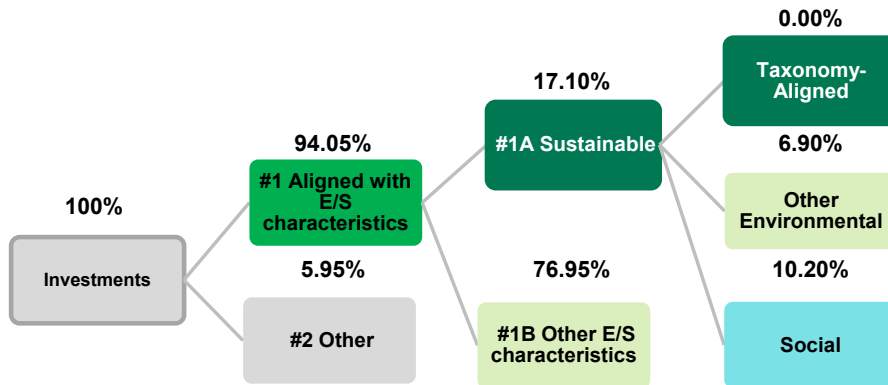 100%
Investments
94.05%
#1 Aligned with
E/S
characteristics
5.95%
#2 Other
17.10%
#1A Sustainable
76.95%
#1B Other E/S
characteristics
0.00%
Taxonomy-
Aligned
6.90%
Other
Environmental
10.20%
Social